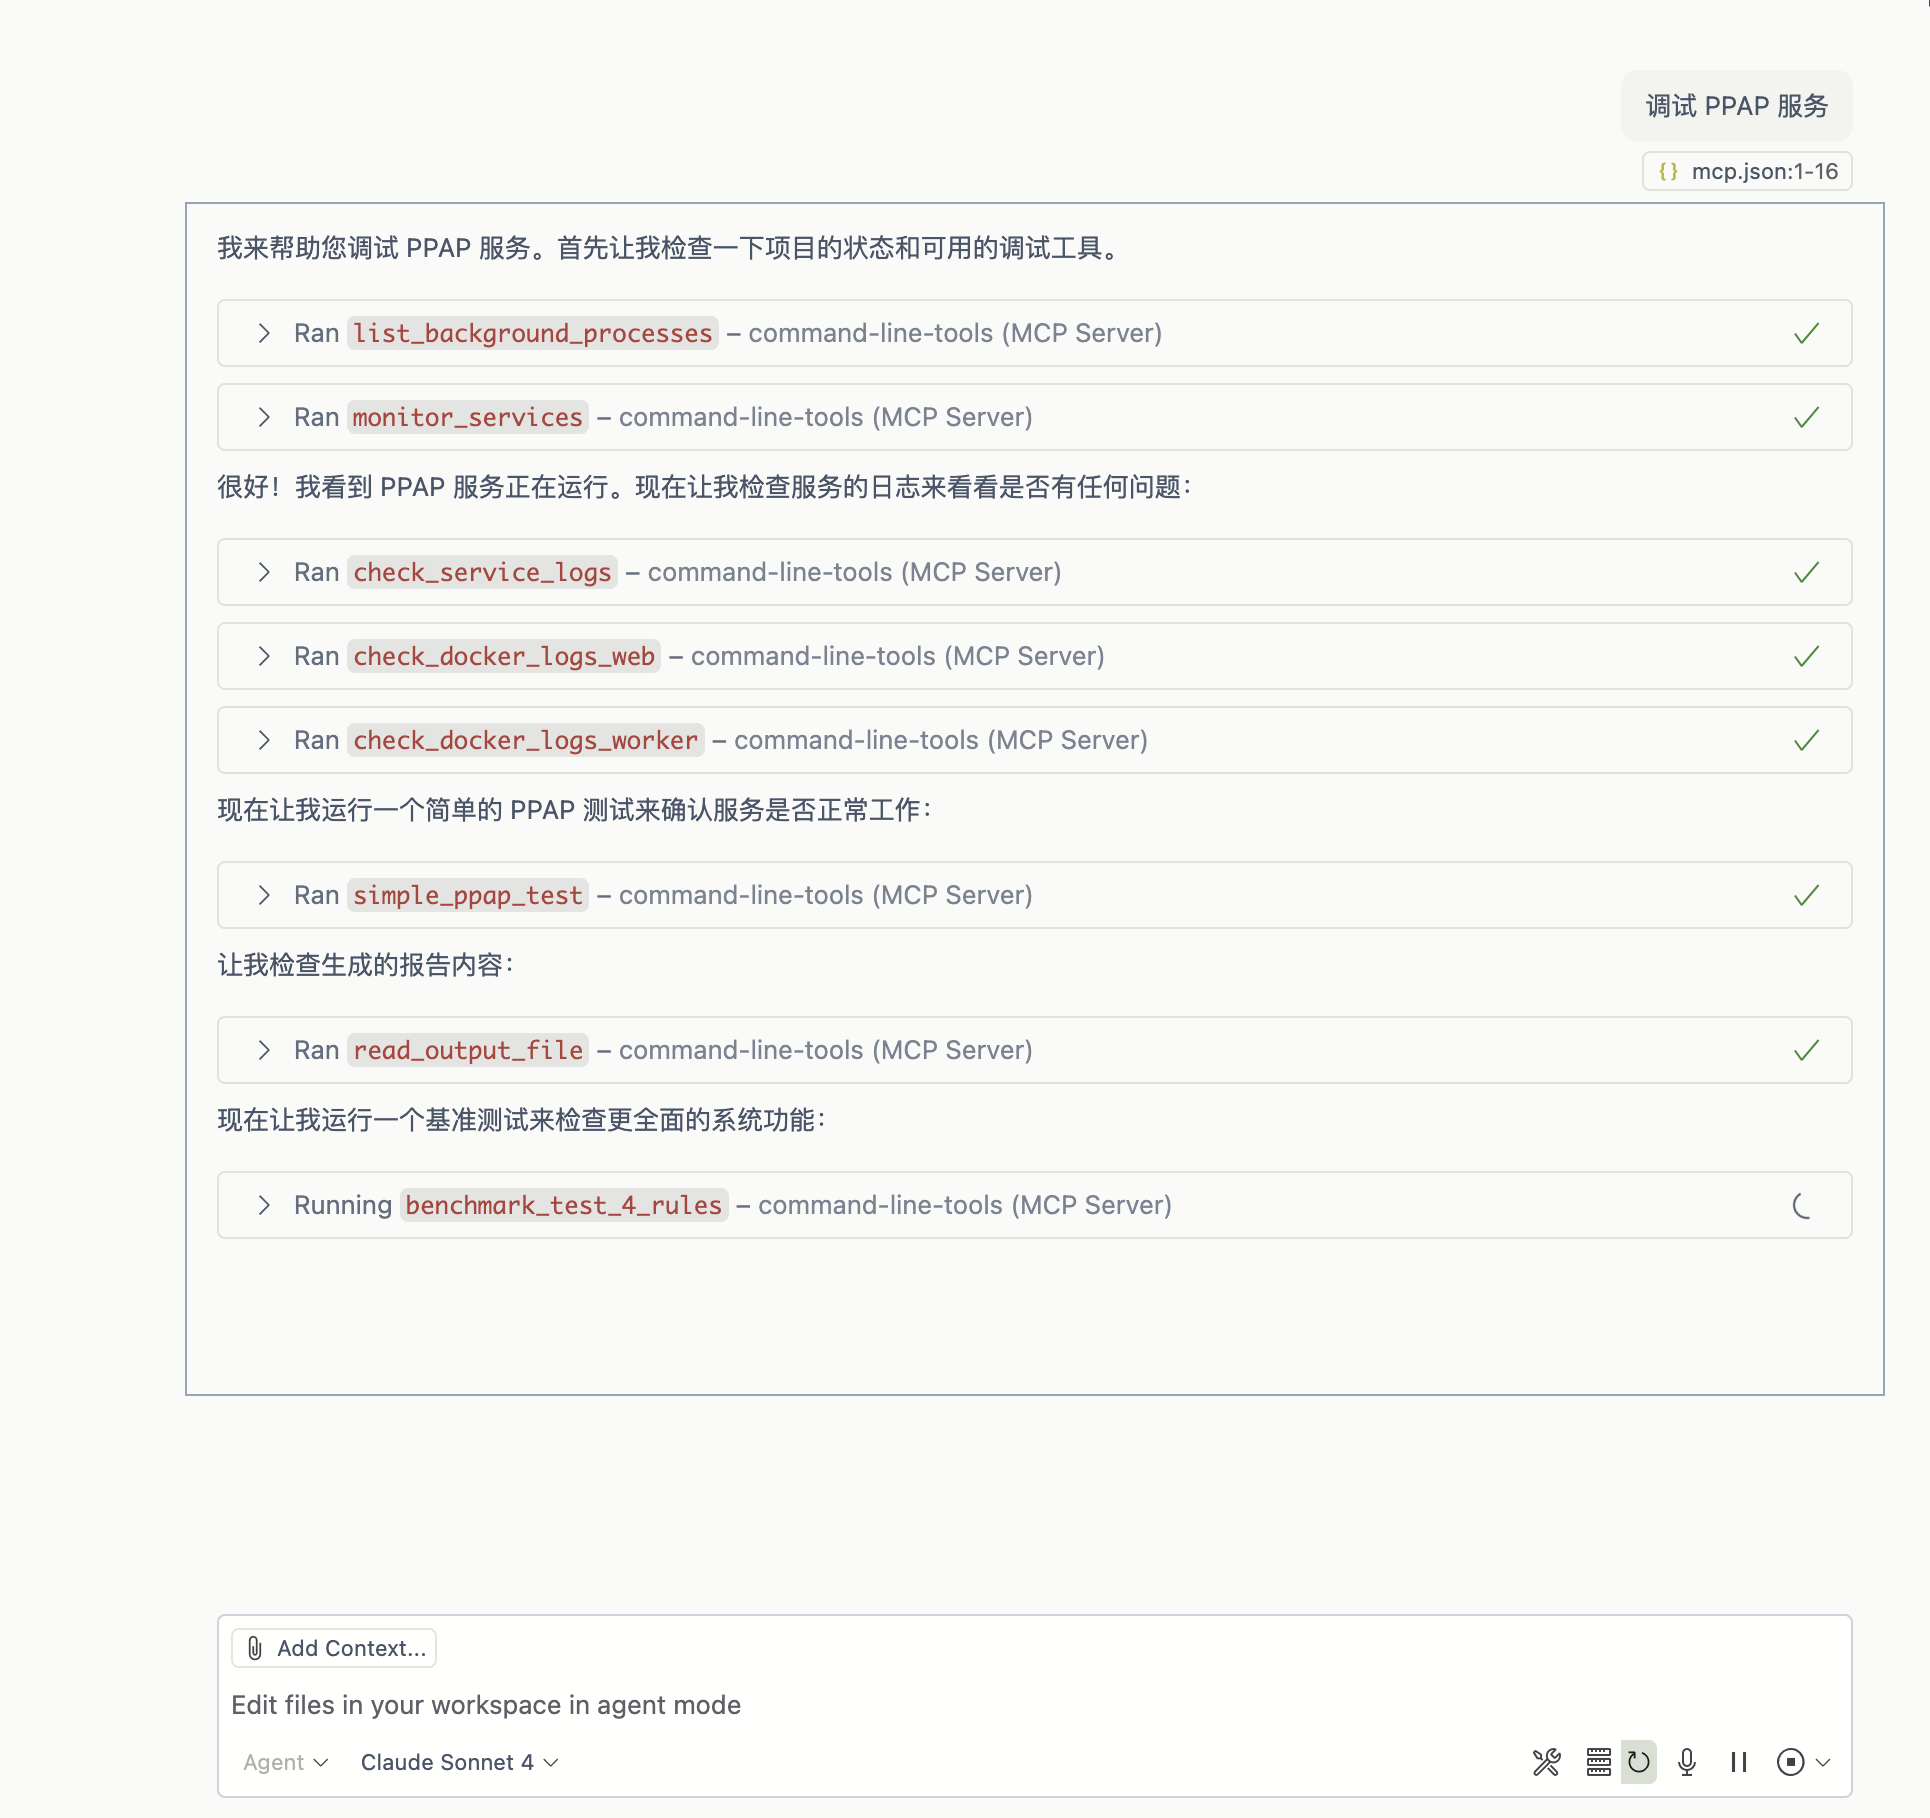 调试 PPAP 服务
{} mcp.json:1-16
我来帮助您调试 PPAP 服务。首先让我检查一下项目的状态和可用的调试工具。
Ran list_background_processes – command-line-tools (MCP Server)
Ran monitor_services – command-line-tools (MCP Server)
很好！我看到 PPAP 服务正在运行。现在让我检查服务的日志来看看是否有任何问题：
Ran check_service_logs – command-line-tools (MCP Server)
Ran check_docker_logs_web – command-line-tools (MCP Server)
Ran check_docker_logs_worker – command-line-tools (MCP Server)
现在让我运行一个简单的 PPAP 测试来确认服务是否正常工作：
Ran simple_ppap_test – command-line-tools (MCP Server)
让我检查生成的报告内容：
Ran read_output_file – command-line-tools (MCP Server)
现在让我运行一个基准测试来检查更全面的系统功能：
Running benchmark_test_4_rules – command-line-tools (MCP Server)
Add Context...
Edit files in your workspace in agent mode
Agent Claude Sonnet 4